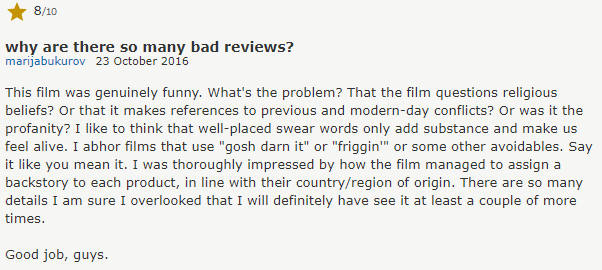 8/10
why are there so many bad reviews?
marijabukurov 23 October 2016
This film was genuinely funny. What's the problem? That the film questions religious
beliefs? Or that it makes references to previous and modern-day conflicts? Or was it the
profanity? I like to think that well-placed swear words only add substance and make us
feel alive. I abhor films that use "gosh darn it" or "friggin'" or some other avoidables. Say
it like you mean it. I was thoroughly impressed by how the film managed to assign a
backstory to each product, in line with their country/region of origin. There are so many
details I am sure I overlooked that I will definitely have see it at least a couple of more
times.
Good job, guys.